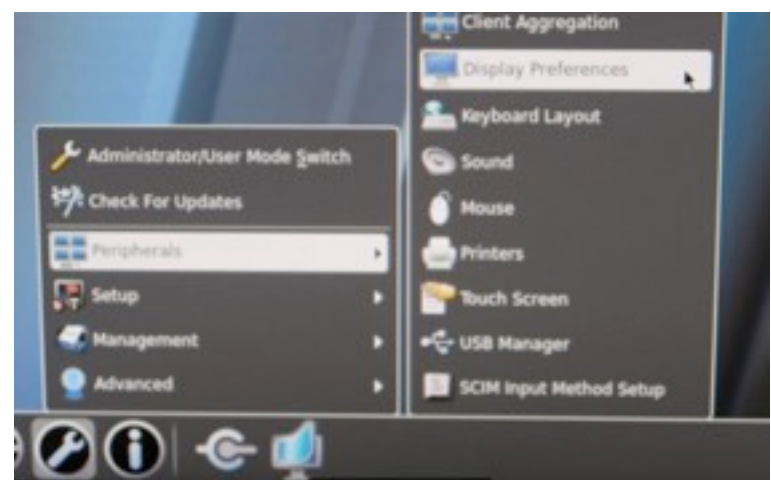 Administrator/User Mode Switch
Check For Updates
Peripherals
Setup
Management
Advanced
Client Aggregation
Display Preferences
Keyboard Layout
Sound
Mouse
Printers
Touch Screen
USB Manager
SCIM Input Method Setup